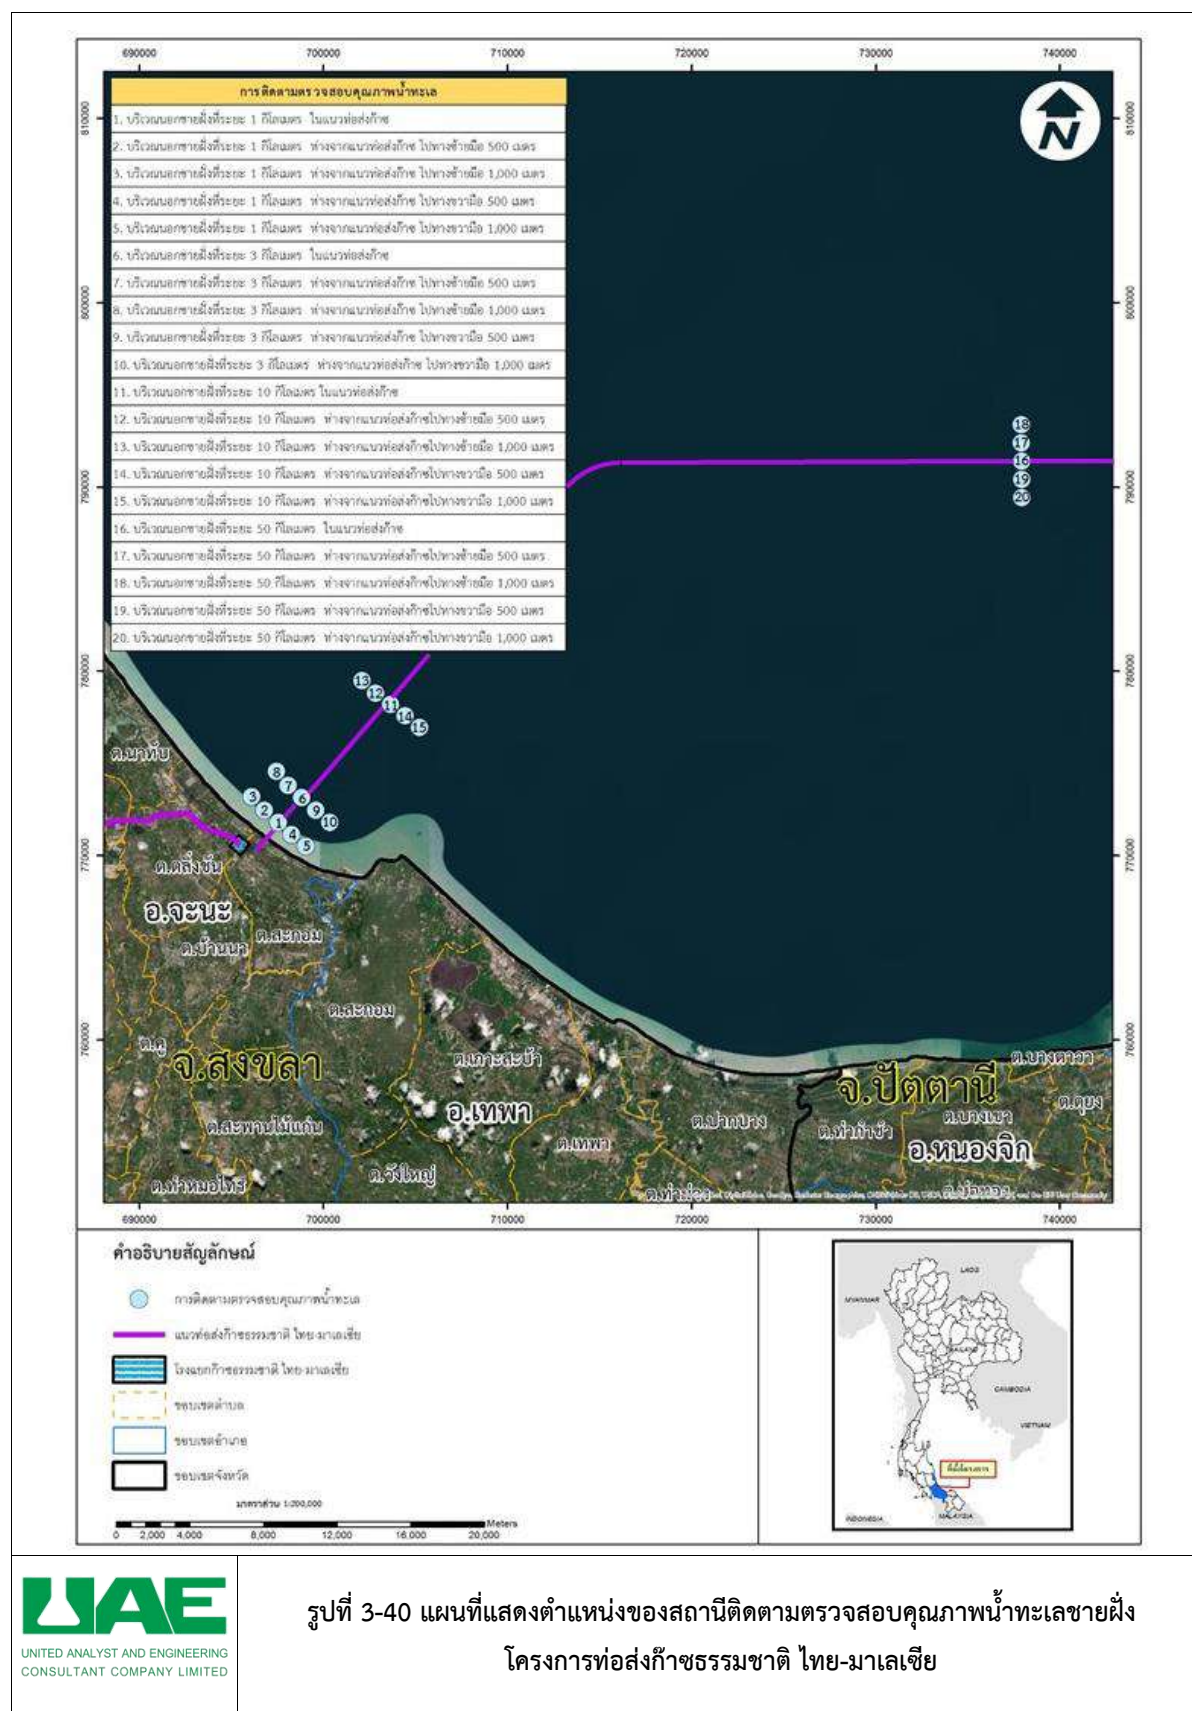 690000 700000 710000 720000 730000 740000
การติดตามตรวจสอบคุณภาพน้ำทะเล
1. บริเวณนอกชายฝั่งที่ระยะ 1 กิโลเมตร ในแนวท่อส่งก๊าซ
2. บริเวณนอกชายฝั่งที่ระยะ 1 กิโลเมตร ห่างจากแนวท่อส่งก๊าซ ไปทางซ้ายมือ 500 เมตร
3. บริเวณนอกชายฝั่งที่ระยะ 1 กิโลเมตร ห่างจากแนวท่อส่งก๊าซ ไปทางซ้ายมือ 1,000 เมตร
4. บริเวณนอกชายฝั่งที่ระยะ 1 กิโลเมตร ห่างจากแนวท่อส่งก๊าซ ไปทางขวามือ 500 เมตร
5. บริเวณนอกชายฝั่งที่ระยะ 1 กิโลเมตร ห่างจากแนวท่อส่งก๊าซ ไปทางขวามือ 1,000 เมตร
6. บริเวณนอกชายฝั่งที่ระยะ 3 กิโลเมตร ในแนวท่อส่งก๊าซ
7. บริเวณนอกชายฝั่งที่ระยะ 3 กิโลเมตร ห่างจากแนวท่อส่งก๊าซ ไปทางซ้ายมือ 500 เมตร
8. บริเวณนอกชายฝั่งที่ระยะ 3 กิโลเมตร ห่างจากแนวท่อส่งก๊าซ ไปทางซ้ายมือ 1,000 เมตร
9. บริเวณนอกชายฝั่งที่ระยะ 3 กิโลเมตร ห่างจากแนวท่อส่งก๊าซ ไปทางขวามือ 500 เมตร
10. บริเวณนอกชายฝั่งที่ระยะ 3 กิโลเมตร ห่างจากแนวท่อส่งก๊าซ ไปทางขวามือ 1,000 เมตร
11. บริเวณนอกชายฝั่งที่ระยะ 10 กิโลเมตร ในแนวท่อส่งก๊าซ
12. บริเวณนอกชายฝั่งที่ระยะ 10 กิโลเมตร ห่างจากแนวท่อส่งก๊าซไปทางซ้ายมือ 500 เมตร
13. บริเวณนอกชายฝั่งที่ระยะ 10 กิโลเมตร ห่างจากแนวท่อส่งก๊าซไปทางซ้ายมือ 1,000 เมตร
14. บริเวณนอกชายฝั่งที่ระยะ 10 กิโลเมตร ห่างจากแนวท่อส่งก๊าซไปทางขวามือ 500 เมตร
15. บริเวณนอกชายฝั่งที่ระยะ 10 กิโลเมตร ห่างจากแนวท่อส่งก๊าซไปทางขวามือ 1,000 เมตร
16. บริเวณนอกชายฝั่งที่ระยะ 50 กิโลเมตร ในแนวท่อส่งก๊าซ
17. บริเวณนอกชายฝั่งที่ระยะ 50 กิโลเมตร ห่างจากแนวท่อส่งก๊าซไปทางซ้ายมือ 500 เมตร
18. บริเวณนอกชายฝั่งที่ระยะ 50 กิโลเมตร ห่างจากแนวท่อส่งก๊าซไปทางซ้ายมือ 1,000 เมตร
19. บริเวณนอกชายฝั่งที่ระยะ 50 กิโลเมตร ห่างจากแนวท่อส่งก๊าซไปทางขวามือ 500 เมตร
20. บริเวณนอกชายฝั่งที่ระยะ 50 กิโลเมตร ห่างจากแนวท่อส่งก๊าซไปทางขวามือ 1,000 เมตร
N
810000 810000
800000 800000
790000 790000
780000 780000
770000 770000
760000 760000
18
17
16
19
20
13
12
11
14
15
8
7
6
9
10
3
2
1
4
5
ต.นาทับ
ต.ตลิ่งชัน
อ.จะนะ
ต.บ้านนา
ต.สะกอม
ต.สะกอม
ต.คู
จ.สงขลา
ต.เกาะสะบ้า
อ.เทพา
ต.สะพานไม้แก่น
ต.เทพา
ต.วังใหญ่
ต.ท่าหมอไทร
ต.ปากบาง
จ.ปัตตานี
ต.บางตาวา
ต.ตุยง
ต.บางเขา
ต.ท่ากำชำ
อ.หนองจิก
690000 700000 710000 720000 730000 740000
คำอธิบายสัญลักษณ์
การติดตามตรวจสอบคุณภาพน้ำทะเล
แนวท่อส่งก๊าซธรรมชาติ ไทย-มาเลเซีย
โรงแยกก๊าซธรรมชาติ ไทย-มาเลเซีย
ขอบเขตตำบล
ขอบเขตอำเภอ
ขอบเขตจังหวัด
มาตราส่วน 1:200,000
Meters
0 2,000 4,000 8,000 12,000 16,000 20,000
MYANMAR
LAOS
THAILAND
CAMBODIA
VIETNAM
ที่ตั้งโครงการ
MALAYSIA
INDONESIA
UAE
UNITED ANALYST AND ENGINEERING
CONSULTANT COMPANY LIMITED
รูปที่ 3-40 แผนที่แสดงตำแหน่งของสถานีติดตามตรวจสอบคุณภาพน้ำทะเลชายฝั่ง
โครงการท่อส่งก๊าซธรรมชาติ ไทย-มาเลเซีย